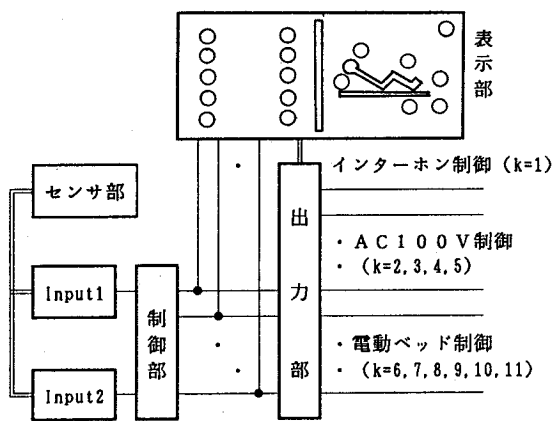 表示部
インターホン制御 (k=1)
センサ部
出力部
・AC100V制御
・(k=2,3,4,5)
Input1
制御部
・電動ベッド制御
・(k=6,7,8,9,10,11)
Input2